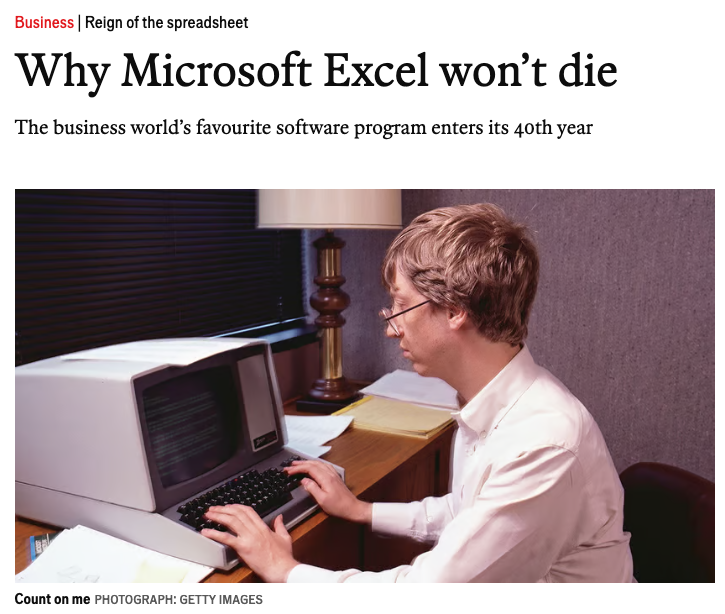 Business | Reign of the spreadsheet
Why Microsoft Excel won’t die
The business world’s favourite software program enters its 40th year
Count on me PHOTOGRAPH: GETTY IMAGES